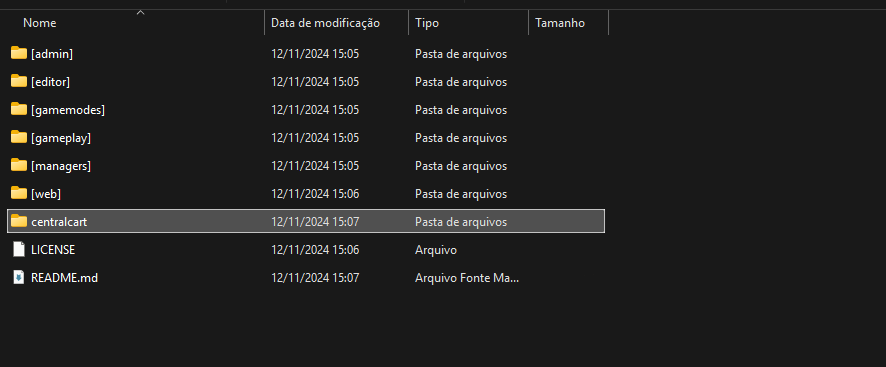 Nome Data de modificação Tipo Tamanho
[admin] 12/11/2024 15:05 Pasta de arquivos
[editor] 12/11/2024 15:05 Pasta de arquivos
[gamemodes] 12/11/2024 15:05 Pasta de arquivos
[gameplay] 12/11/2024 15:05 Pasta de arquivos
[managers] 12/11/2024 15:05 Pasta de arquivos
[web] 12/11/2024 15:06 Pasta de arquivos
centralcart 12/11/2024 15:07 Pasta de arquivos
LICENSE 12/11/2024 15:06 Arquivo
README.md 12/11/2024 15:07 Arquivo Fonte Ma...